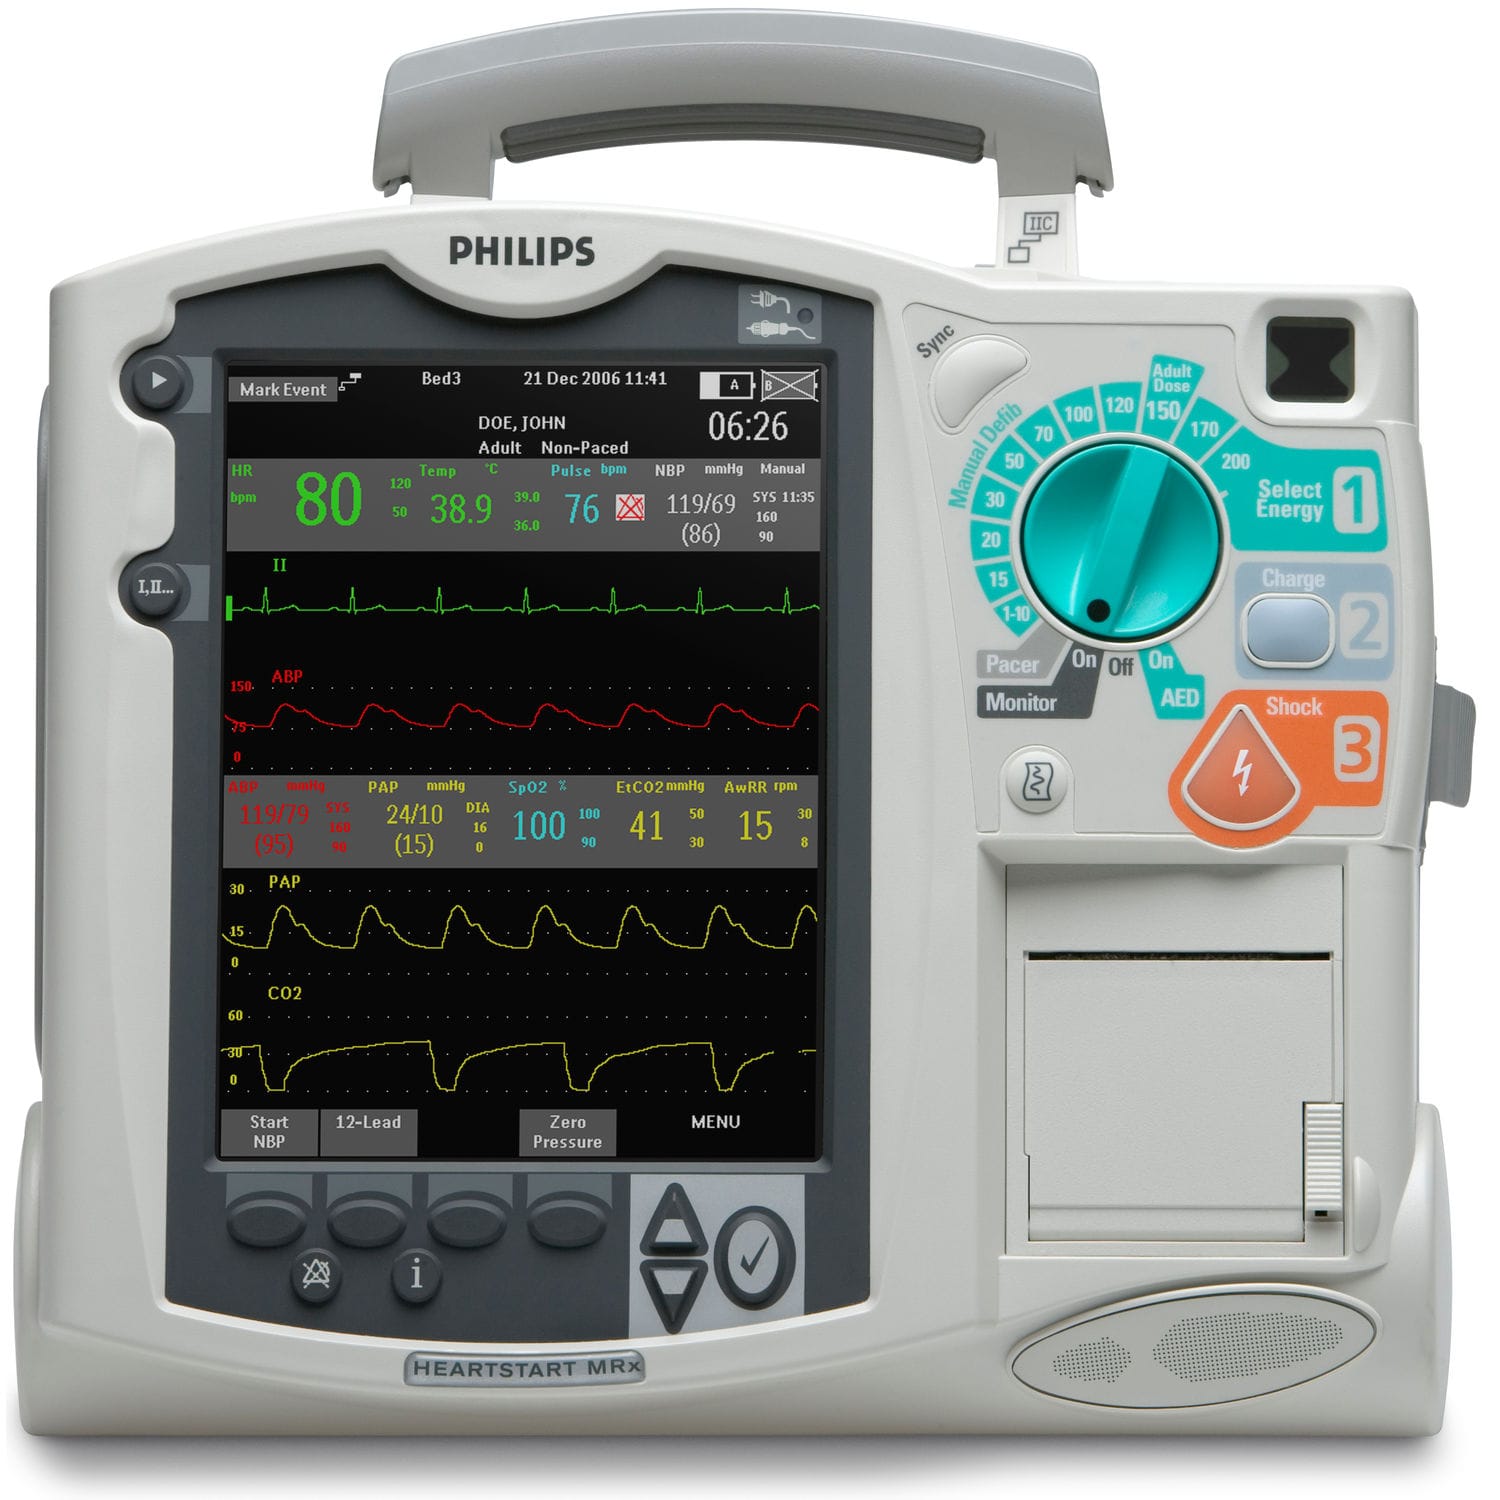 IIC
PHILIPS
Sync
Mark Event
Bed3
21 Dec 2006 11:41
A
B
DOE, JOHN
06:26
Adult Non-Paced
HR
bpm
80
120
50
Temp °C
38.9
39.0
36.0
Pulse bpm
76
NBP mmHg Manual
119/69
(86)
SYS 11:35
160
90
I,II...
II
ABP
150
75
0
ABP mmHg
119/79
(95)
SYS
160
90
PAP mmHg
24/10
(15)
DIA
16
0
SpO2 %
100
100
90
EtCO2 mmHg
41
50
30
AwRR rpm
15
30
8
PAP
30
15
0
CO2
60
30
0
Start
NBP
12-Lead
Zero
Pressure
MENU
i
HEARTSTART MRx
Manual Defib
1-10
15
20
30
50
70
100
120
Adult
Dose
150
170
200
Select
Energy
1
Charge
2
Shock
3
Pacer
Monitor
On
Off
On
AED